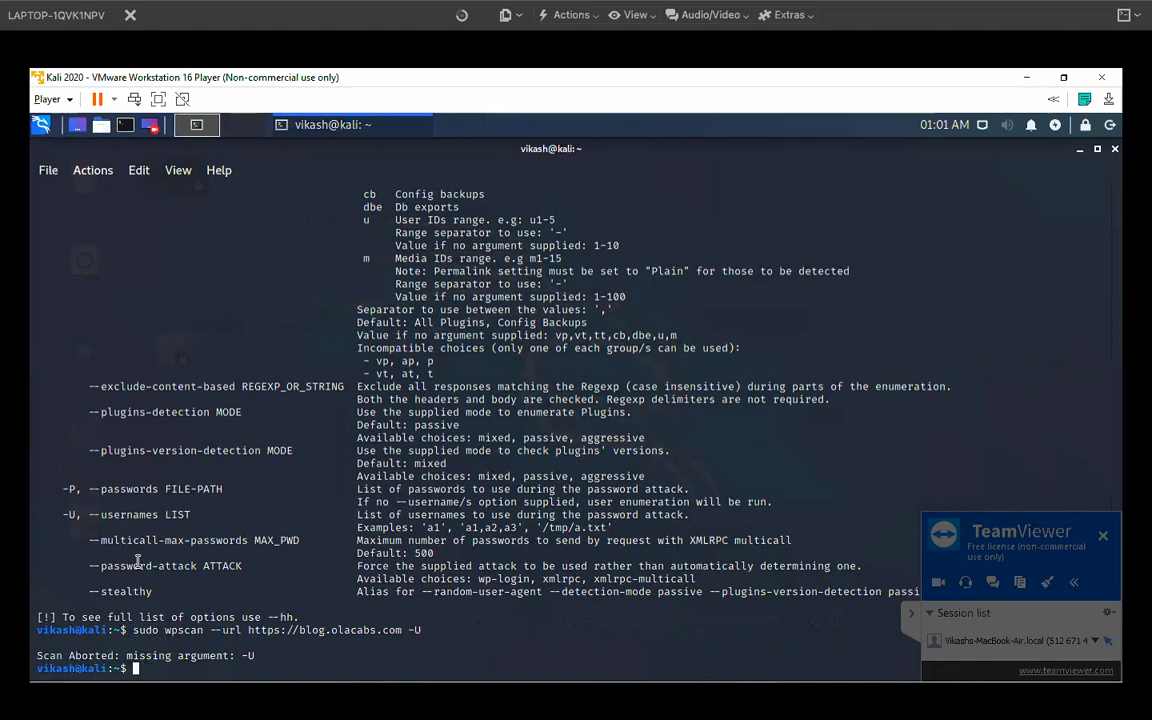 LAPTOP-1QVK1NPV
Actions
View
Audio/Video
Extras
Kali 2020 - VMware Workstation 16 Player (Non-commercial use only)
Player
vikash@kali: ~
01:01 AM
vikash@kali: ~
File Actions Edit View Help
cb Config backups
dbe Db exports
u User IDs range. e.g: u1-5
Range separator to use: '-'
Value if no argument supplied: 1-10
m Media IDs range. e.g m1-15
Note: Permalink setting must be set to "Plain" for those to be detected
Range separator to use: '-'
Value if no argument supplied: 1-100
Separator to use between the values: ','
Default: All Plugins, Config Backups
Value if no argument supplied: vp,vt,tt,cb,dbe,u,m
Incompatible choices (only one of each group/s can be used):
- vp, ap, p
- vt, at, t
--exclude-content-based REGEXP_OR_STRING Exclude all responses matching the Regexp (case insensitive) during parts of the enumeration.
Both the headers and body are checked. Regexp delimiters are not required.
--plugins-detection MODE Use the supplied mode to enumerate Plugins.
Default: passive
Available choices: mixed, passive, aggressive
--plugins-version-detection MODE Use the supplied mode to check plugins' versions.
Default: mixed
Available choices: mixed, passive, aggressive
-P, --passwords FILE-PATH List of passwords to use during the password attack.
If no --username/s option supplied, user enumeration will be run.
-U, --usernames LIST List of usernames to use during the password attack.
Examples: 'a1', 'a1,a2,a3', '/tmp/a.txt'
--multicall-max-passwords MAX_PWD Maximum number of passwords to send by request with XMLRPC multicall
Default: 500
--password-attack ATTACK Force the supplied attack to be used rather than automatically determining one.
Available choices: wp-login, xmlrpc, xmlrpc-multicall
--stealthy Alias for --random-user-agent --detection-mode passive --plugins-version-detection passi
[!] To see full list of options use --hh.
vikash@kali:~$ sudo wpscan --url https://blog.olacabs.com -U
Scan Aborted: missing argument: -U
vikash@kali:~$
TeamViewer
Free license (non-commercial
use only)
Session list
Vikashs-MacBook-Air.local (512 671 4
www.teamviewer.com